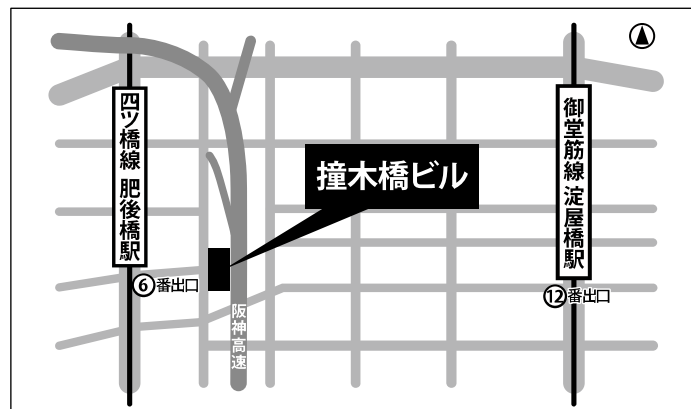 四ツ橋線 肥後橋駅
⑥番出口
撞木橋ビル
阪神高速
御堂筋線 淀屋橋駅
⑫番出口